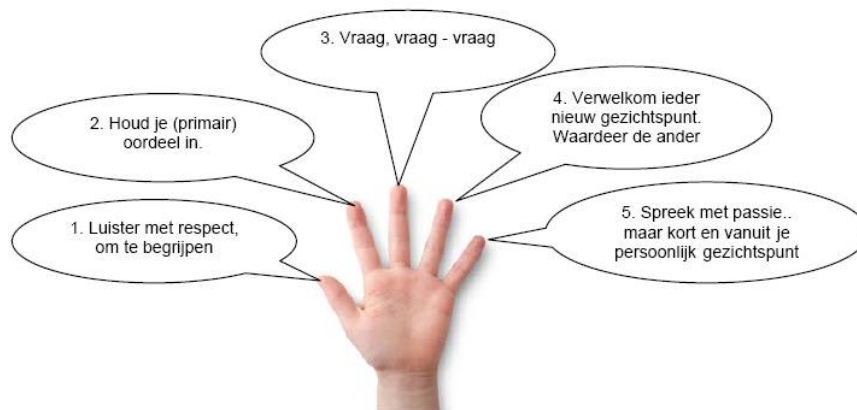 1. Luister met respect,
om te begrijpen
2. Houd je (primair)
oordeel in.
3. Vraag, vraag - vraag
4. Verwelkom ieder
nieuw gezichtspunt.
Waardeer de ander
5. Spreek met passie..
maar kort en vanuit je
persoonlijk gezichtspunt